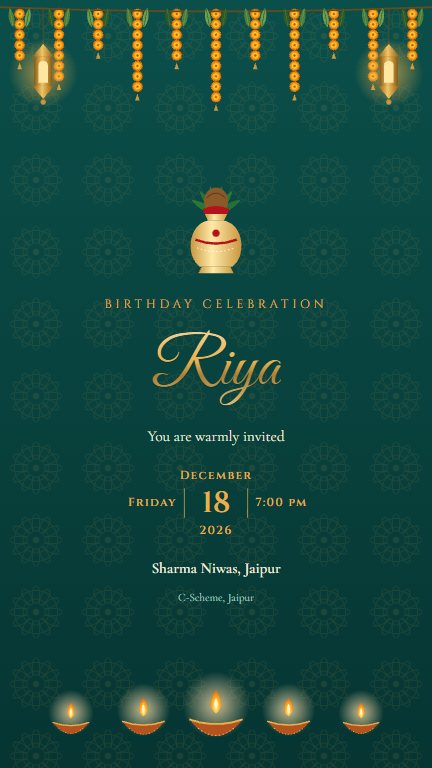 BIRTHDAY CELEBRATION
Riya
You are warmly invited
DECEMBER
FRIDAY 18 7:00 PM
2026
Sharma Niwas, Jaipur
C-Scheme, Jaipur